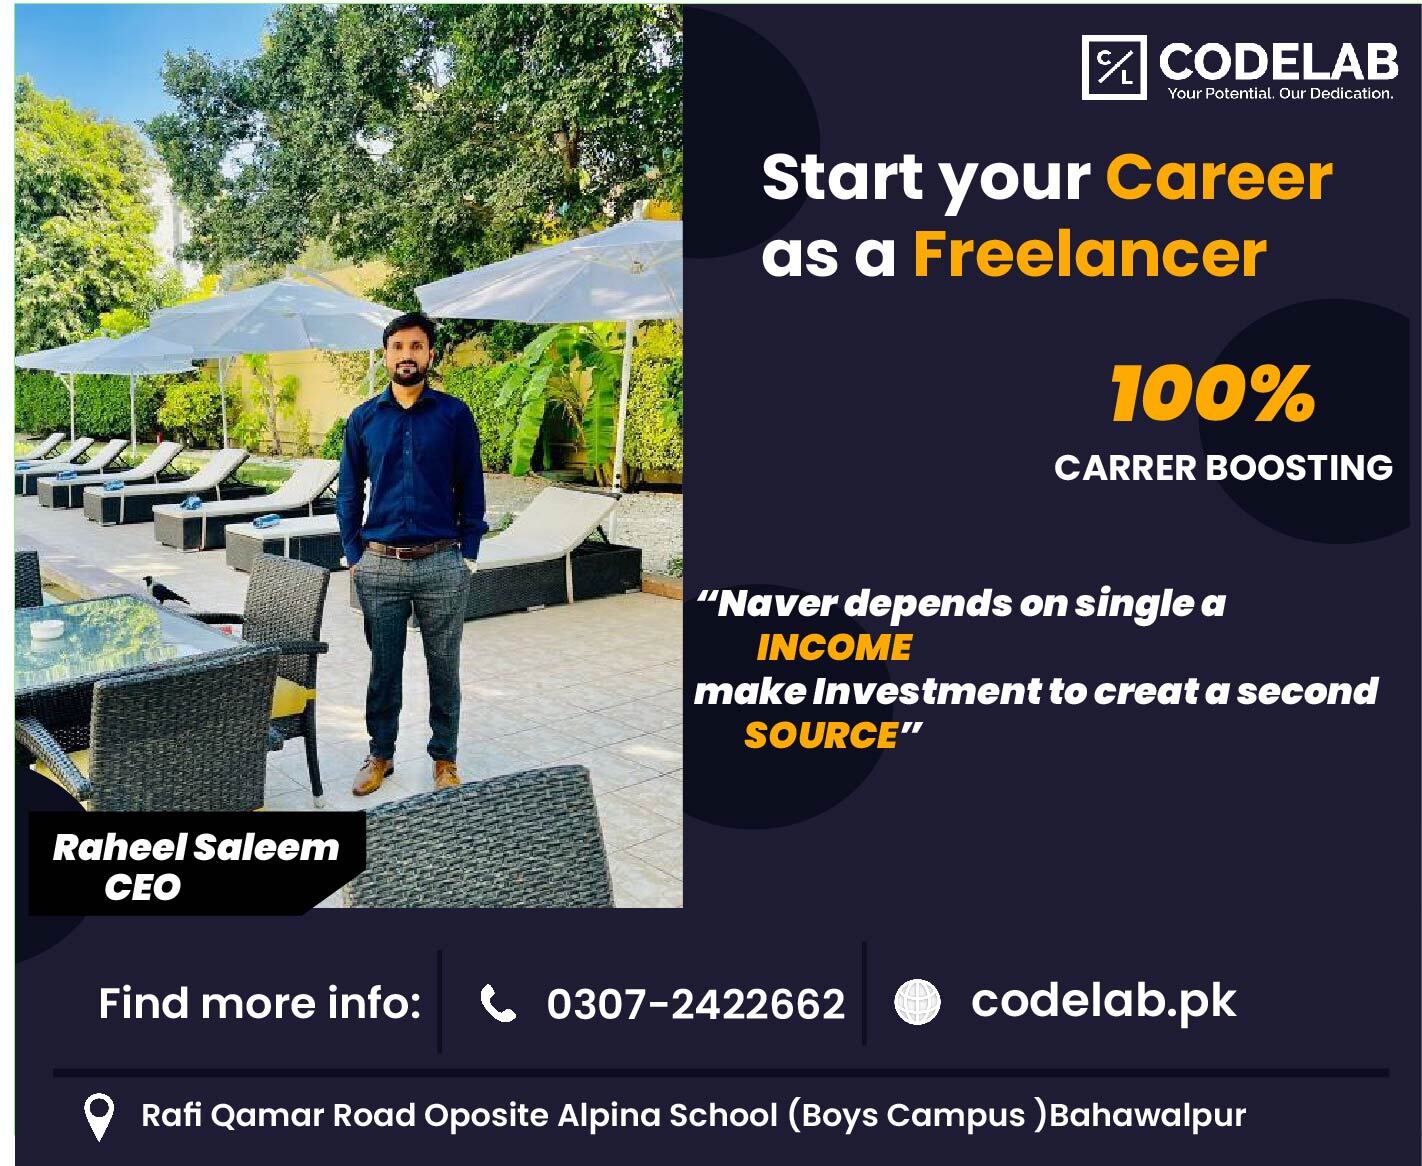 C/L
CODELAB
Your Potential. Our Dedication.
Start your Career
as a Freelancer
100%
CARRER BOOSTING
“Naver depends on single a
INCOME
make Investment to creat a second
SOURCE”
Raheel Saleem
CEO
Find more info:
0307-2422662
codelab.pk
Rafi Qamar Road Oposite Alpina School (Boys Campus )Bahawalpur